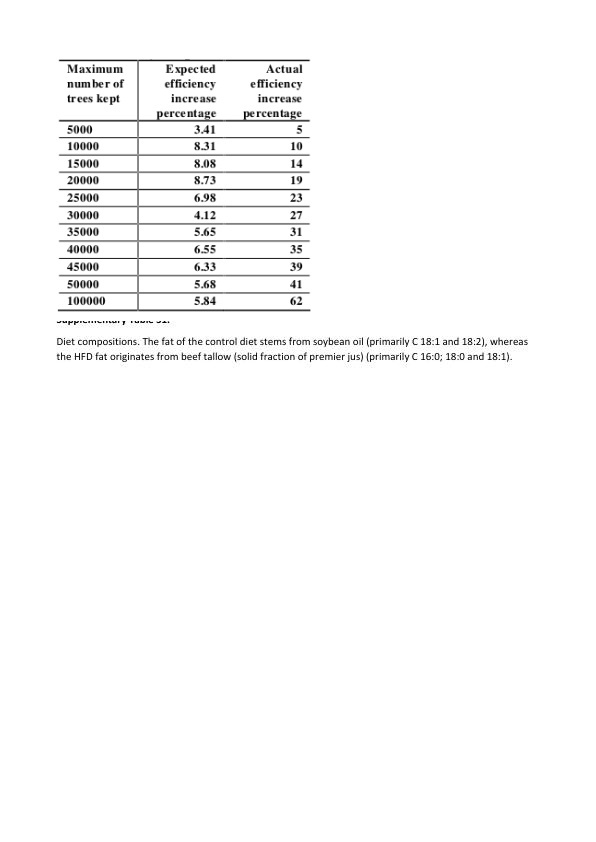 Maximum number of trees kept | Expected efficiency increase percentage | Actual efficiency increase percentage
5000 3.41 5
10000 8.31 10
15000 8.08 14
20000 8.73 19
25000 6.98 23
30000 4.12 27
35000 5.65 31
40000 6.55 35
45000 6.33 39
50000 5.68 41
100000 5.84 62
Supplementary Table S1.
Diet compositions. The fat of the control diet stems from soybean oil (primarily C 18:1 and 18:2), whereas
the HFD fat originates from beef tallow (solid fraction of premier jus) (primarily C 16:0; 18:0 and 18:1).